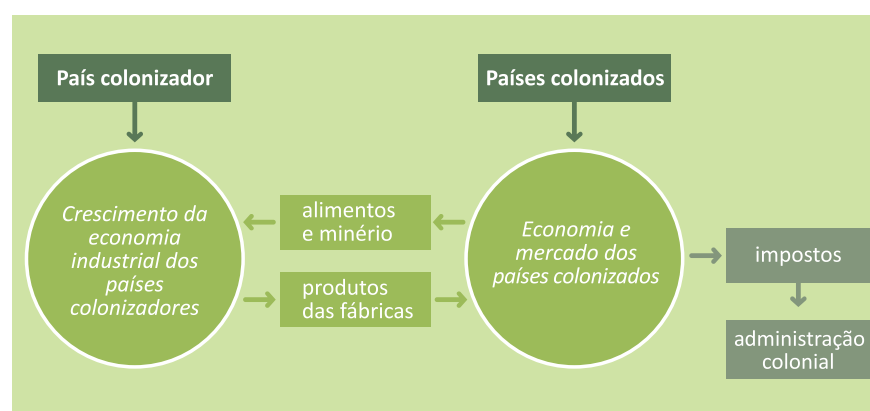 País colonizador
Países colonizados
Crescimento da
economia
industrial dos
países
colonizadores
alimentos
e minério
produtos
das fábricas
Economia e
mercado dos
países colonizados
impostos
administração
colonial